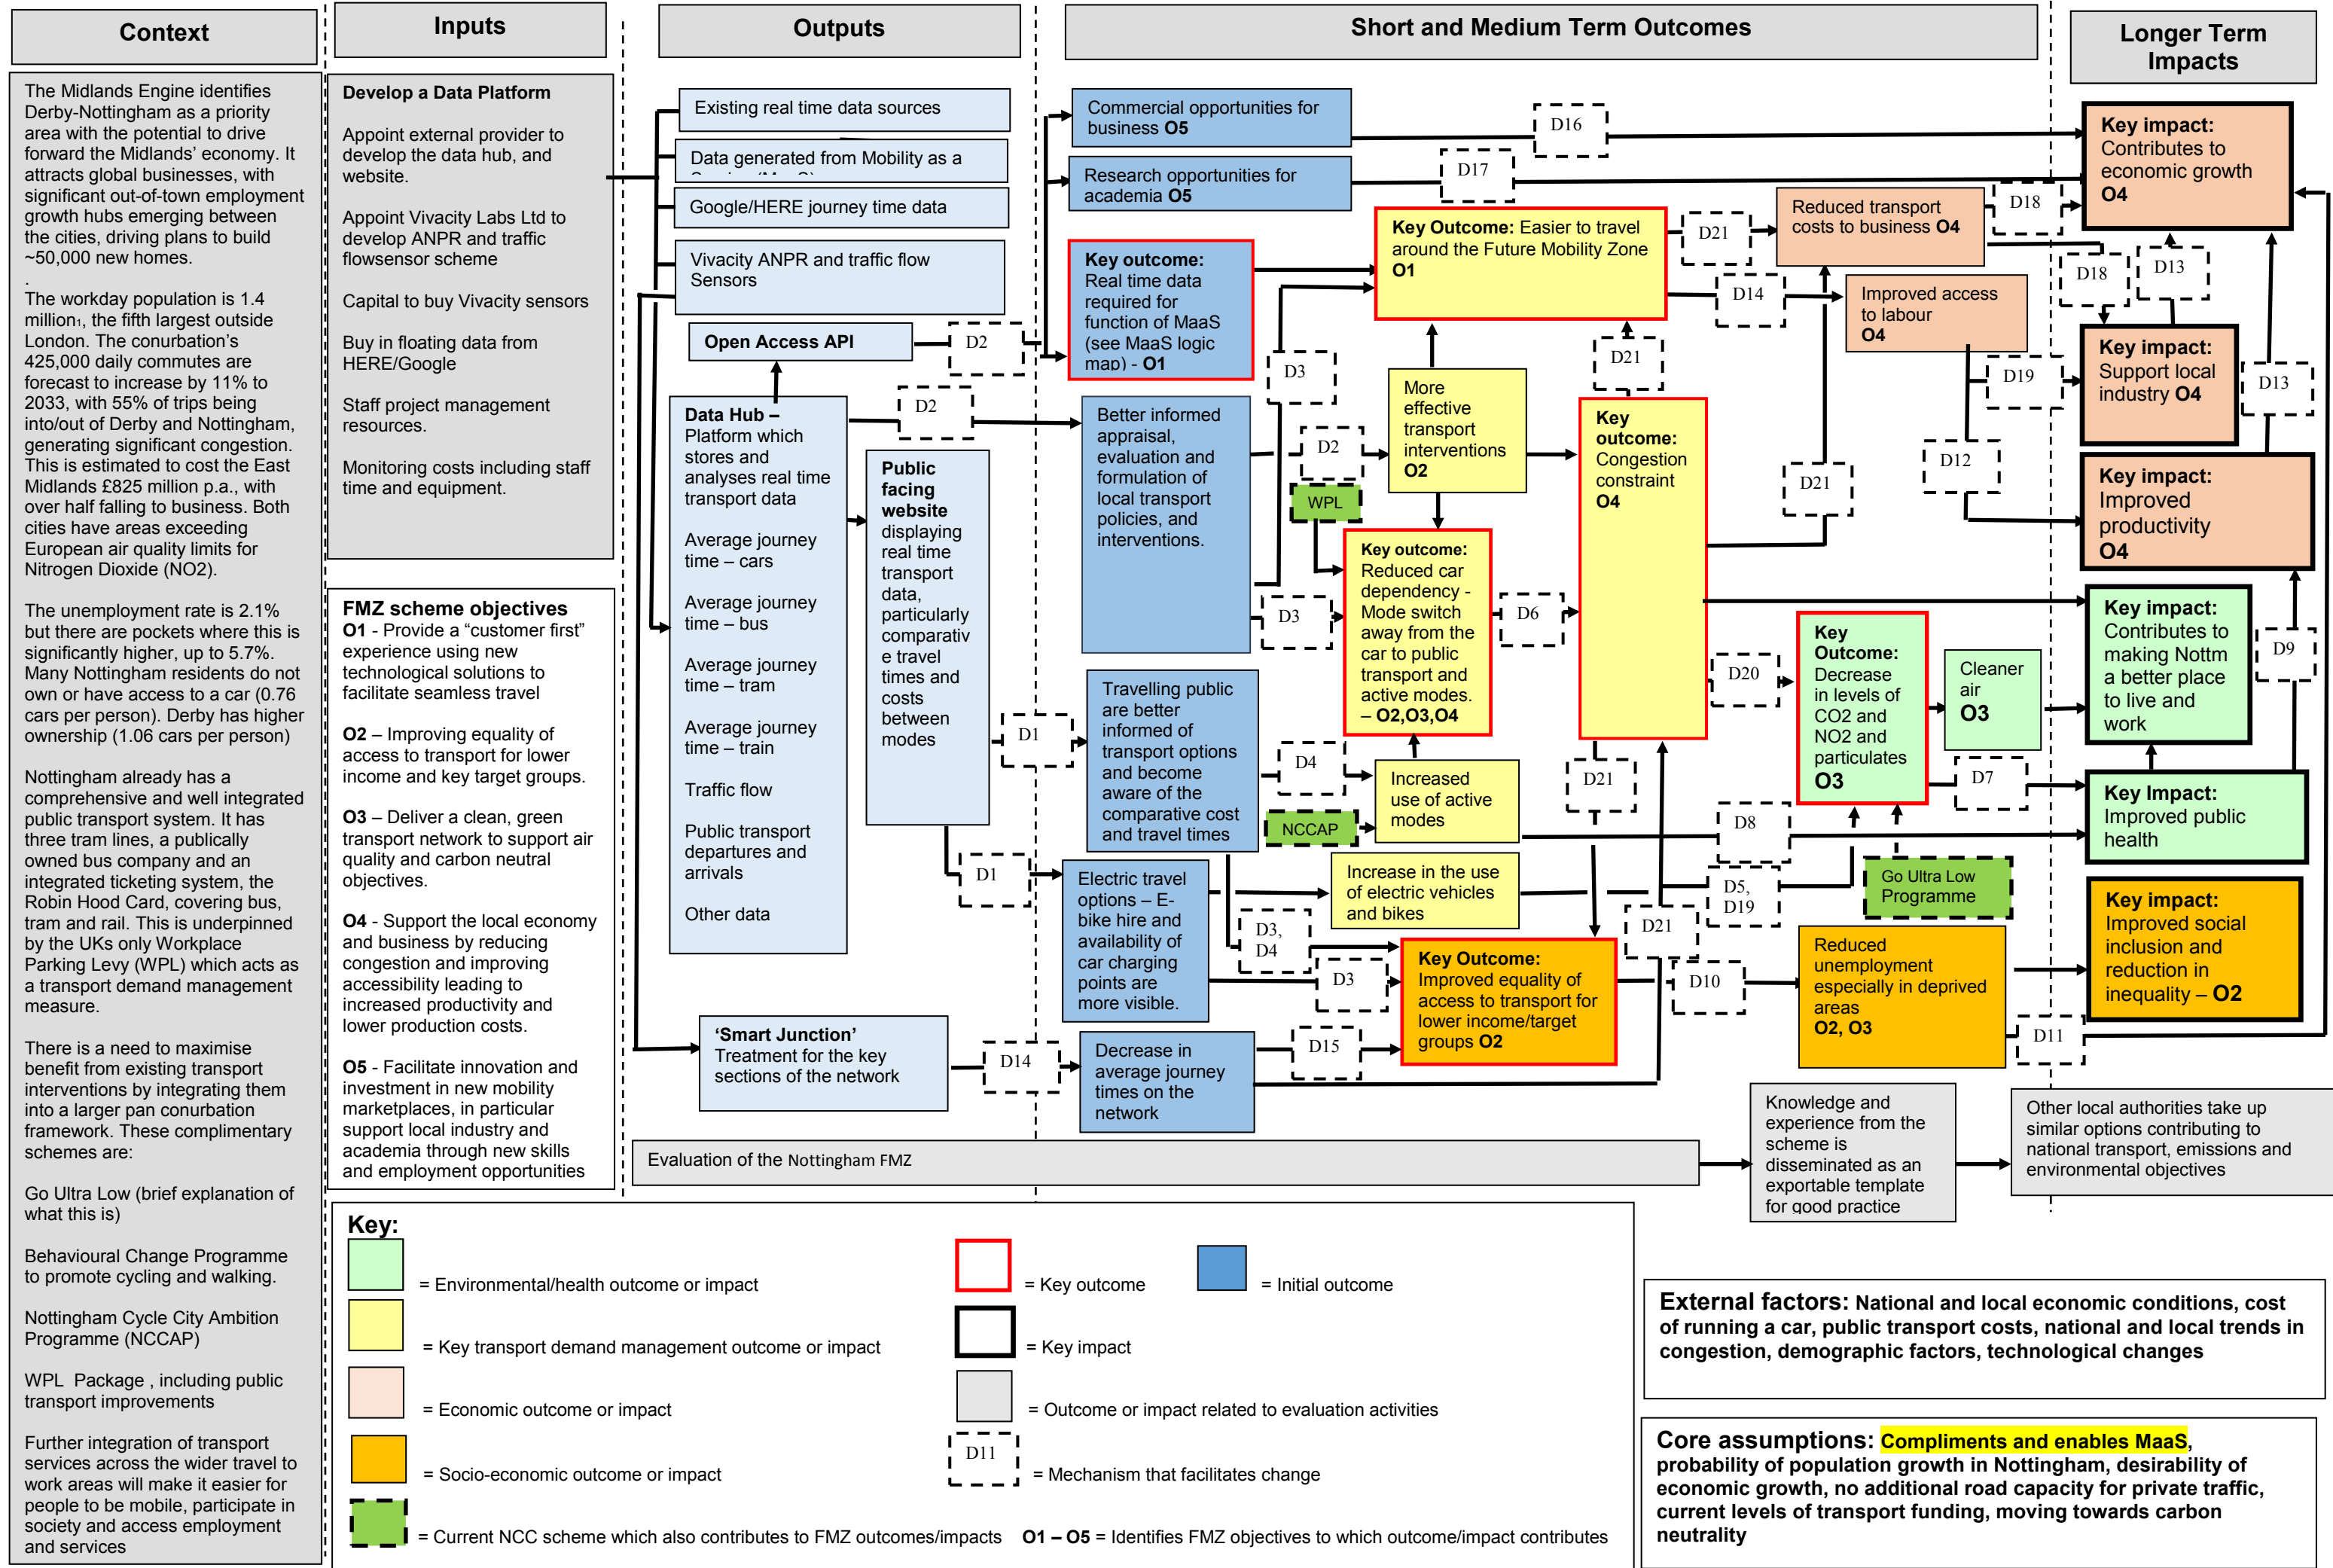 Context
Inputs
Outputs
Short and Medium Term Outcomes
Longer Term
Impacts
The Midlands Engine identifies
Derby-Nottingham as a priority
area with the potential to drive
forward the Midlands' economy. It
attracts global businesses, with
significant out-of-town employment
growth hubs emerging between
the cities, driving plans to build
~50,000 new homes.
.
The workday population is 1.4
million1, the fifth largest outside
London. The conurbation's
425,000 daily commutes are
forecast to increase by 11% to
2033, with 55% of trips being
into/out of Derby and Nottingham,
generating significant congestion.
This is estimated to cost the East
Midlands £825 million p.a., with
over half falling to business. Both
cities have areas exceeding
European air quality limits for
Nitrogen Dioxide (NO2).
The unemployment rate is 2.1%
but there are pockets where this is
significantly higher, up to 5.7%.
Many Nottingham residents do not
own or have access to a car (0.76
cars per person). Derby has higher
ownership (1.06 cars per person)
Nottingham already has a
comprehensive and well integrated
public transport system. It has
three tram lines, a publically
owned bus company and an
integrated ticketing system, the
Robin Hood Card, covering bus,
tram and rail. This is underpinned
by the UKs only Workplace
Parking Levy (WPL) which acts as
a transport demand management
measure.
There is a need to maximise
benefit from existing transport
interventions by integrating them
into a larger pan conurbation
framework. These complimentary
schemes are:
Go Ultra Low (brief explanation of
what this is)
Behavioural Change Programme
to promote cycling and walking.
Nottingham Cycle City Ambition
Programme (NCCAP)
WPL Package , including public
transport improvements
Further integration of transport
services across the wider travel to
work areas will make it easier for
people to be mobile, participate in
society and access employment
and services
Develop a Data Platform
Appoint external provider to
develop the data hub, and
website.
Appoint Vivacity Labs Ltd to
develop ANPR and traffic
flowsensor scheme
Capital to buy Vivacity sensors
Buy in floating data from
HERE/Google
Staff project management
resources.
Monitoring costs including staff
time and equipment.
FMZ scheme objectives
O1 - Provide a “customer first”
experience using new
technological solutions to
facilitate seamless travel
O2 – Improving equality of
access to transport for lower
income and key target groups.
O3 – Deliver a clean, green
transport network to support air
quality and carbon neutral
objectives.
O4 - Support the local economy
and business by reducing
congestion and improving
accessibility leading to
increased productivity and
lower production costs.
O5 - Facilitate innovation and
investment in new mobility
marketplaces, in particular
support local industry and
academia through new skills
and employment opportunities
Existing real time data sources
Data generated from Mobility as a
Google/HERE journey time data
Vivacity ANPR and traffic flow
Sensors
Open Access API
D2
Data Hub –
Platform which
stores and
analyses real time
transport data
Average journey
time – cars
Average journey
time – bus
Average journey
time – tram
Average journey
time – train
Traffic flow
Public transport
departures and
arrivals
Other data
D2
Public
facing
website
displaying
real time
transport
data,
particularly
comparativ
e travel
times and
costs
between
modes
D1
D1
'Smart Junction'
Treatment for the key
sections of the network
D14
Commercial opportunities for
business O5
Research opportunities for
academia O5
Key outcome:
Real time data
required for
function of MaaS
(see MaaS logic
map) - O1
Better informed
appraisal,
evaluation and
formulation of
local transport
policies, and
interventions.
Travelling public
are better
informed of
transport options
and become
aware of the
comparative cost
and travel times
Electric travel
options – E-
bike hire and
availability of
car charging
points are
more visible.
Decrease in
average journey
times on the
network
D16
D17
Key Outcome: Easier to travel
around the Future Mobility Zone
O1
D3
D2
WPL
D3
More
effective
transport
interventions
O2
D21
Key outcome:
Reduced car
dependency -
Mode switch
away from the
car to public
transport and
active modes.
– O2,O3,O4
D6
Key
outcome:
Congestion
constraint
O4
D4
NCCAP
Increased
use of active
modes
Increase in the use
of electric vehicles
and bikes
D3,
D4
D3
D15
Key Outcome:
Improved equality of
access to transport for
lower income/target
groups O2
D21
D21
D14
Reduced transport
costs to business O4
D18
D18
D13
Improved access
to labour
O4
D19
D12
D21
D20
Key
Outcome:
Decrease
in levels of
CO2 and
NO2 and
particulates
O3
Cleaner
air
O3
D7
D8
D5,
D19
D21
Go Ultra Low
Programme
D10
Reduced
unemployment
especially in deprived
areas
O2, O3
D11
Key impact:
Contributes to
economic growth
O4
Key impact:
Support local
industry O4
D13
Key impact:
Improved
productivity
O4
Key impact:
Contributes to
making Nottm
a better place
to live and
work
D9
Key Impact:
Improved public
health
Key impact:
Improved social
inclusion and
reduction in
inequality – O2
Evaluation of the Nottingham FMZ
Knowledge and
experience from the
scheme is
disseminated as an
exportable template
for good practice
Other local authorities take up
similar options contributing to
national transport, emissions and
environmental objectives
Key:
= Environmental/health outcome or impact
= Key outcome
= Initial outcome
= Key transport demand management outcome or impact
= Key impact
= Economic outcome or impact
= Outcome or impact related to evaluation activities
= Socio-economic outcome or impact
D11
= Mechanism that facilitates change
= Current NCC scheme which also contributes to FMZ outcomes/impacts
O1 – O5 = Identifies FMZ objectives to which outcome/impact contributes
External factors: National and local economic conditions, cost
of running a car, public transport costs, national and local trends in
congestion, demographic factors, technological changes
Core assumptions: Compliments and enables MaaS,
probability of population growth in Nottingham, desirability of
economic growth, no additional road capacity for private traffic,
current levels of transport funding, moving towards carbon
neutrality